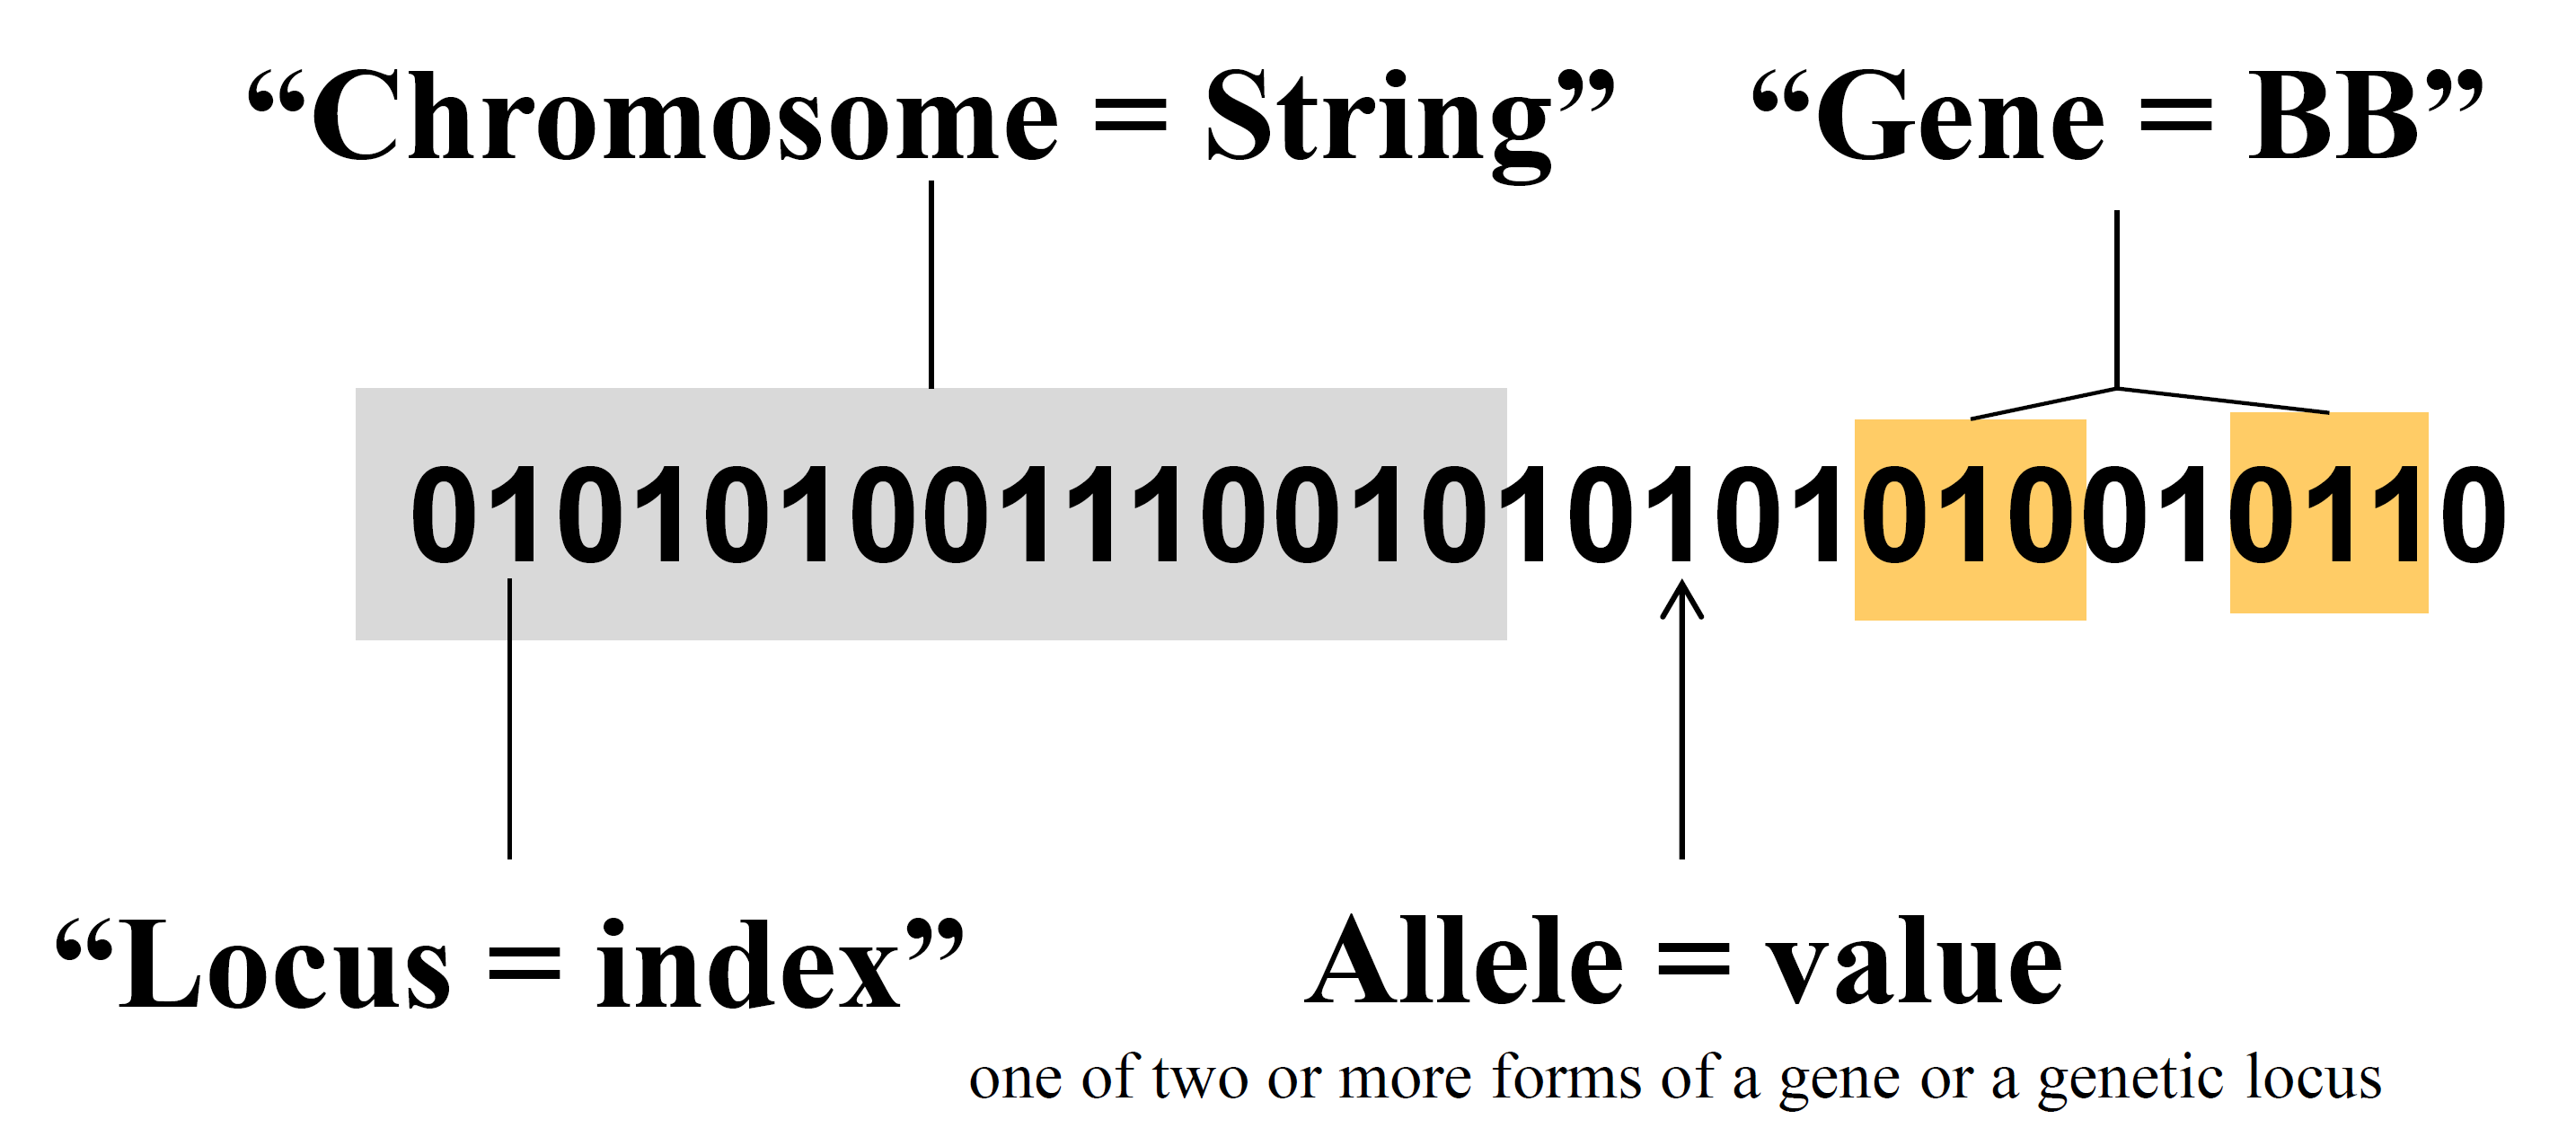 “Chromosome = String” “Gene = BB”
01010100111001010101010010110
“Locus = index” Allele = value
one of two or more forms of a gene or a genetic locus